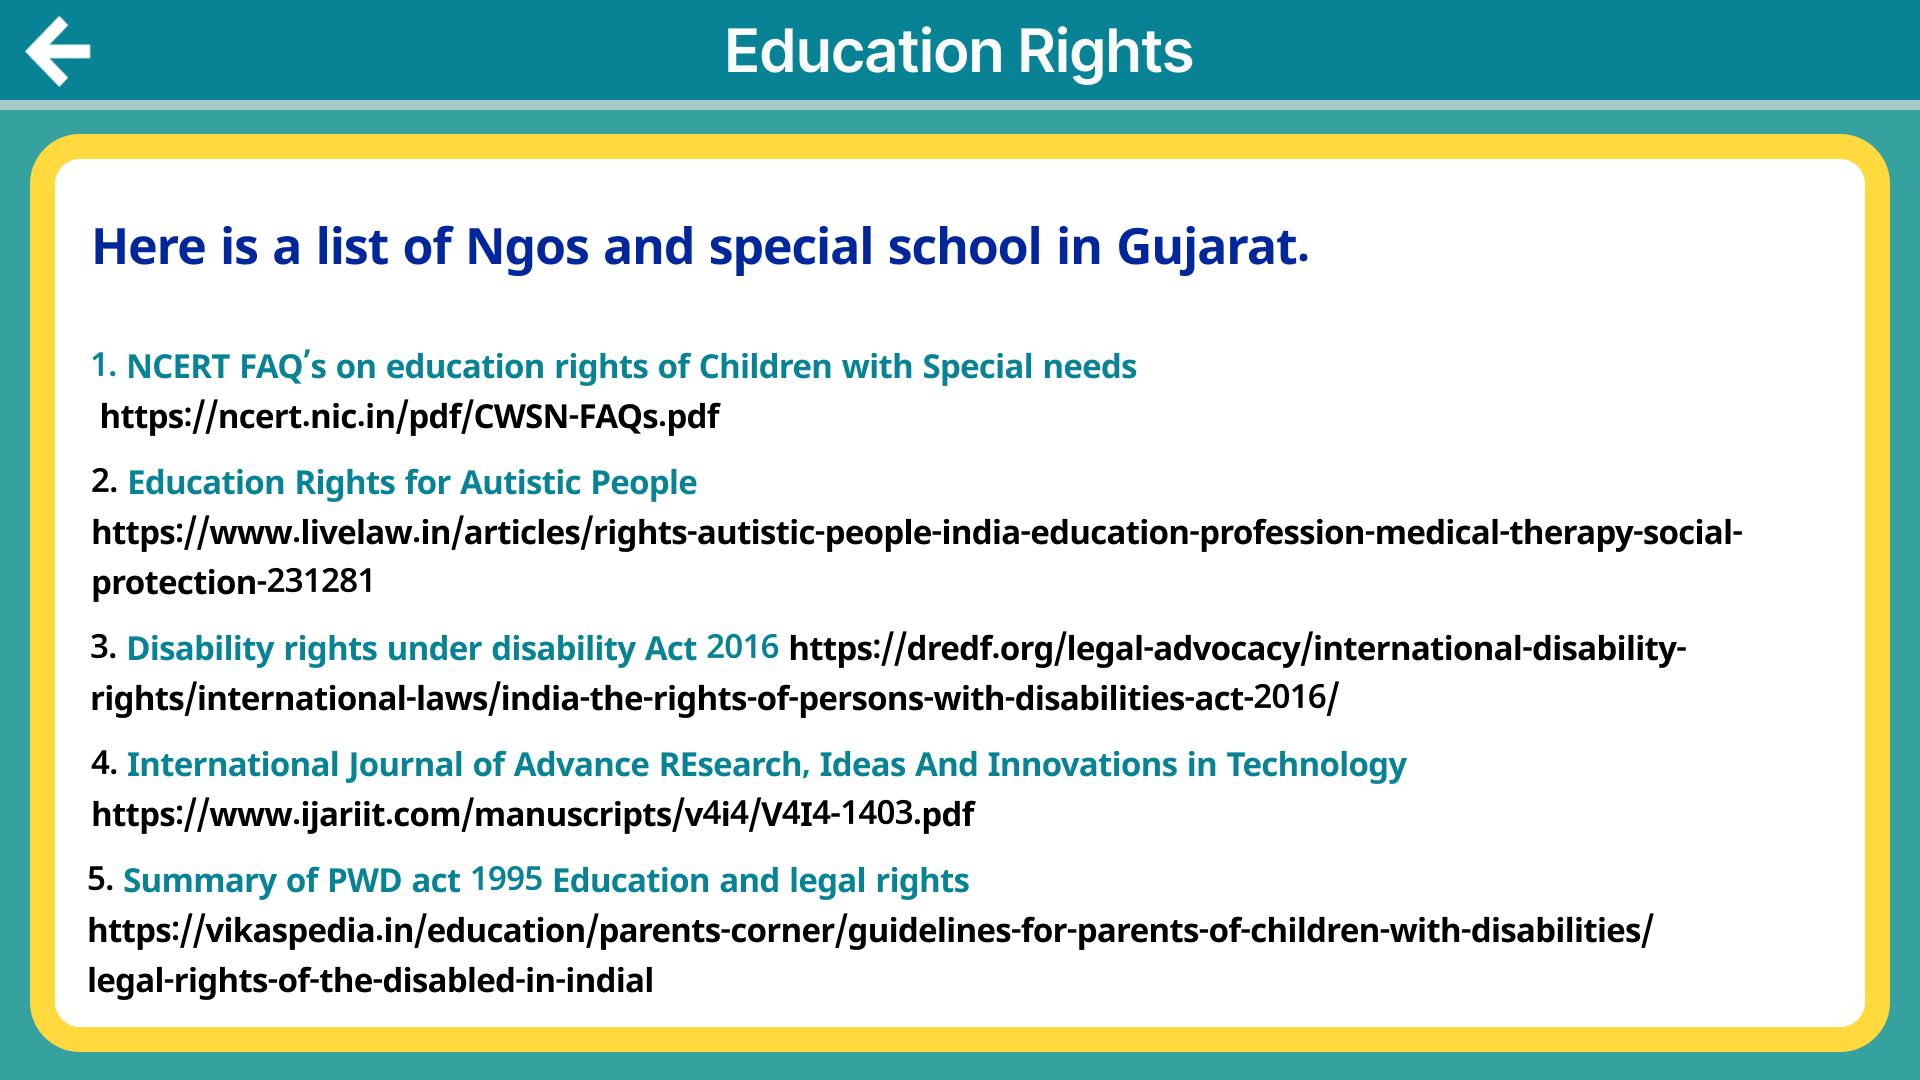 Education Rights
Here is a list of Ngos and special school in Gujarat.
1. NCERT FAQ’s on education rights of Children with Special needs
https://ncert.nic.in/pdf/CWSN-FAQs.pdf
2. Education Rights for Autistic People
https://www.livelaw.in/articles/rights-autistic-people-india-education-profession-medical-therapy-social-
protection-231281
3. Disability rights under disability Act 2016 https://dredf.org/legal-advocacy/international-disability-
rights/international-laws/india-the-rights-of-persons-with-disabilities-act-2016/
4. International Journal of Advance REsearch, Ideas And Innovations in Technology
https://www.ijariit.com/manuscripts/v4i4/V4I4-1403.pdf
5. Summary of PWD act 1995 Education and legal rights
https://vikaspedia.in/education/parents-corner/guidelines-for-parents-of-children-with-disabilities/
legal-rights-of-the-disabled-in-indial